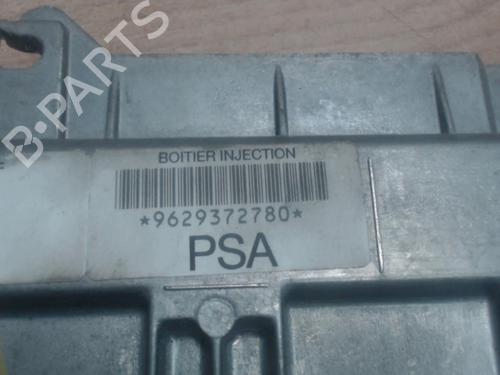 B·PARTS
BOITIER INJECTION
*9629372780*
PSA